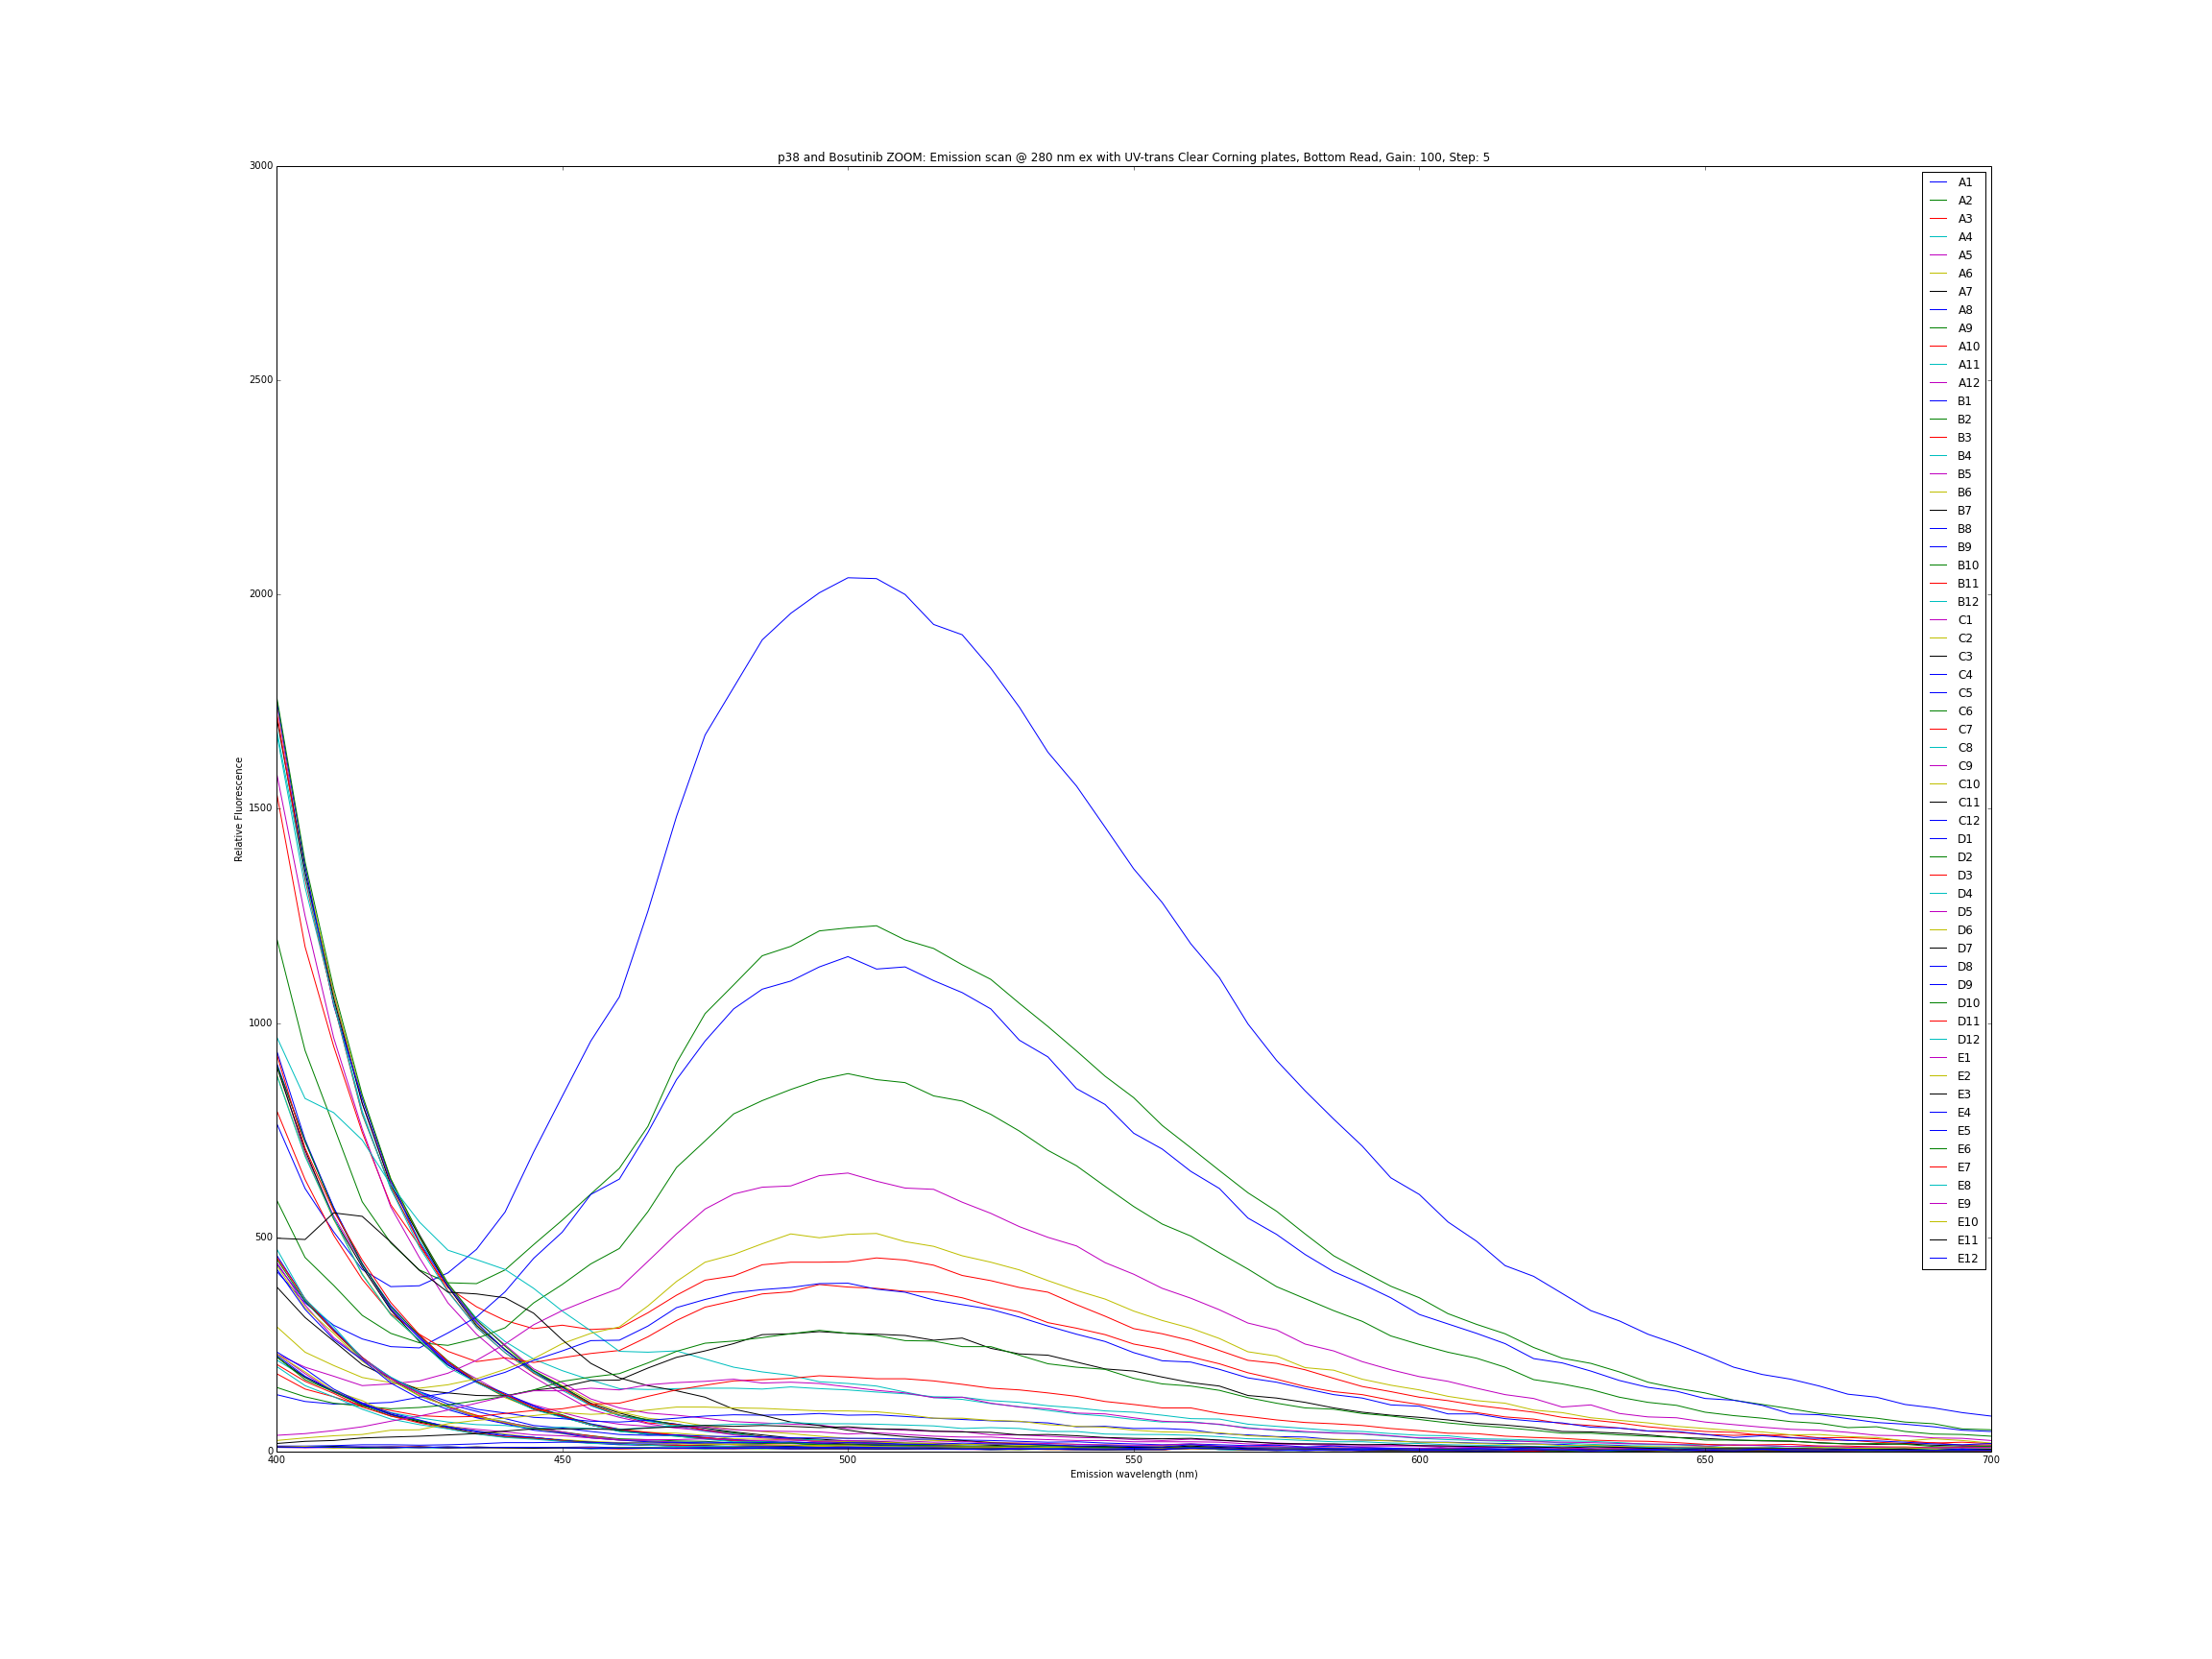 p38 and Bosutinib ZOOM: Emission scan @ 280 nm ex with UV-trans Clear Corning plates, Bottom Read, Gain: 100, Step: 5
3000
2500
2000
1500
1000
500
0
Relative Fluorescence
400
450
500
550
600
650
700
Emission wavelength (nm)
A1
A2
A3
A4
A5
A6
A7
A8
A9
A10
A11
A12
B1
B2
B3
B4
B5
B6
B7
B8
B9
B10
B11
B12
C1
C2
C3
C4
C5
C6
C7
C8
C9
C10
C11
C12
D1
D2
D3
D4
D5
D6
D7
D8
D9
D10
D11
D12
E1
E2
E3
E4
E5
E6
E7
E8
E9
E10
E11
E12